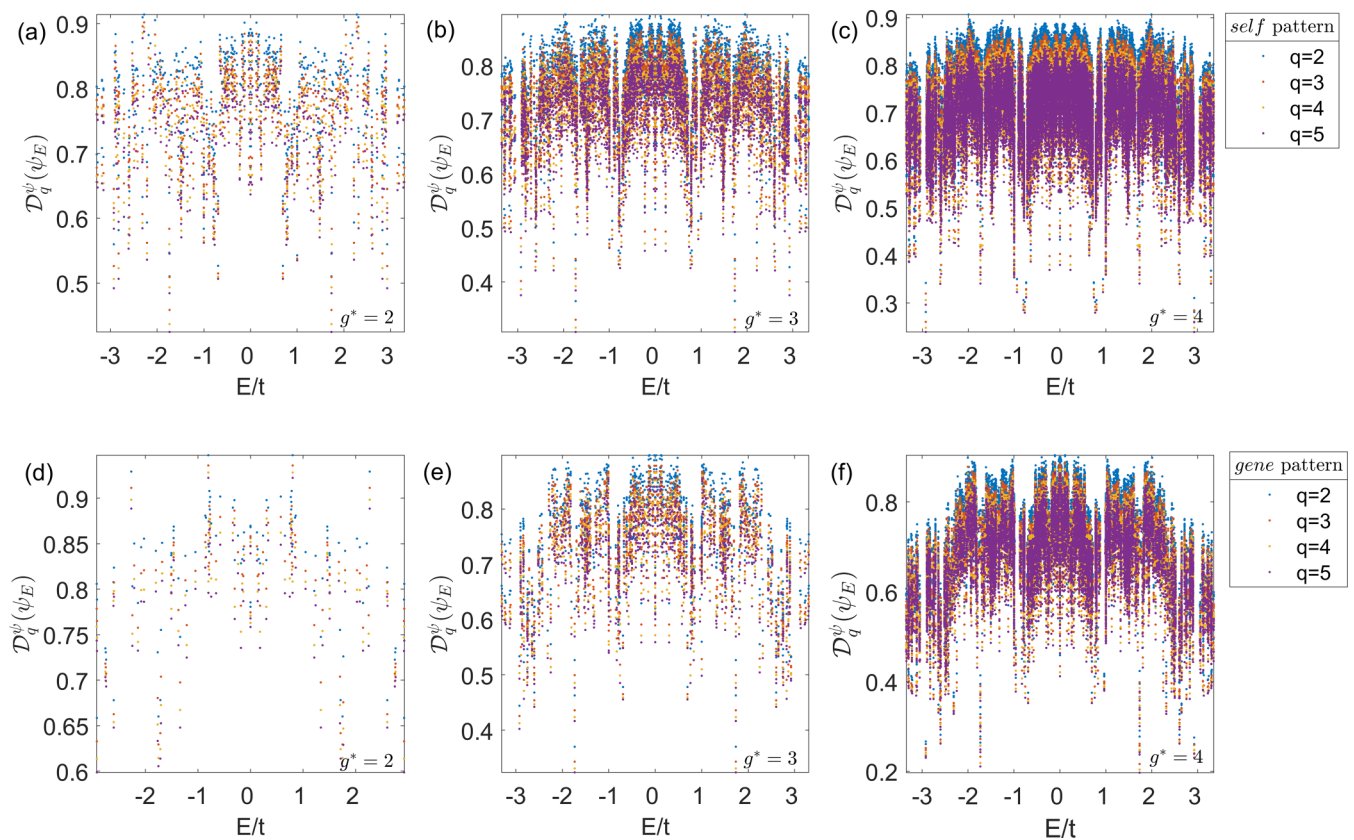 (a)
0.9
0.8
0.7
0.6
0.5
-3 -2 -1 0 1 2 3
E/t
𝒟_q^ψ(ψ_E)
g* = 2
(b)
0.8
0.7
0.6
0.5
0.4
-3 -2 -1 0 1 2 3
E/t
𝒟_q^ψ(ψ_E)
g* = 3
(c)
0.9
0.8
0.7
0.6
0.5
0.4
0.3
-3 -2 -1 0 1 2 3
E/t
𝒟_q^ψ(ψ_E)
g* = 4
self pattern
q=2
q=3
q=4
q=5
(d)
0.9
0.85
0.8
0.75
0.7
0.65
0.6
-2 -1 0 1 2
E/t
𝒟_q^ψ(ψ_E)
g* = 2
(e)
0.8
0.7
0.6
0.5
0.4
-3 -2 -1 0 1 2 3
E/t
𝒟_q^ψ(ψ_E)
g* = 3
(f)
0.8
0.6
0.4
0.2
-3 -2 -1 0 1 2 3
E/t
𝒟_q^ψ(ψ_E)
g* = 4
gene pattern
q=2
q=3
q=4
q=5